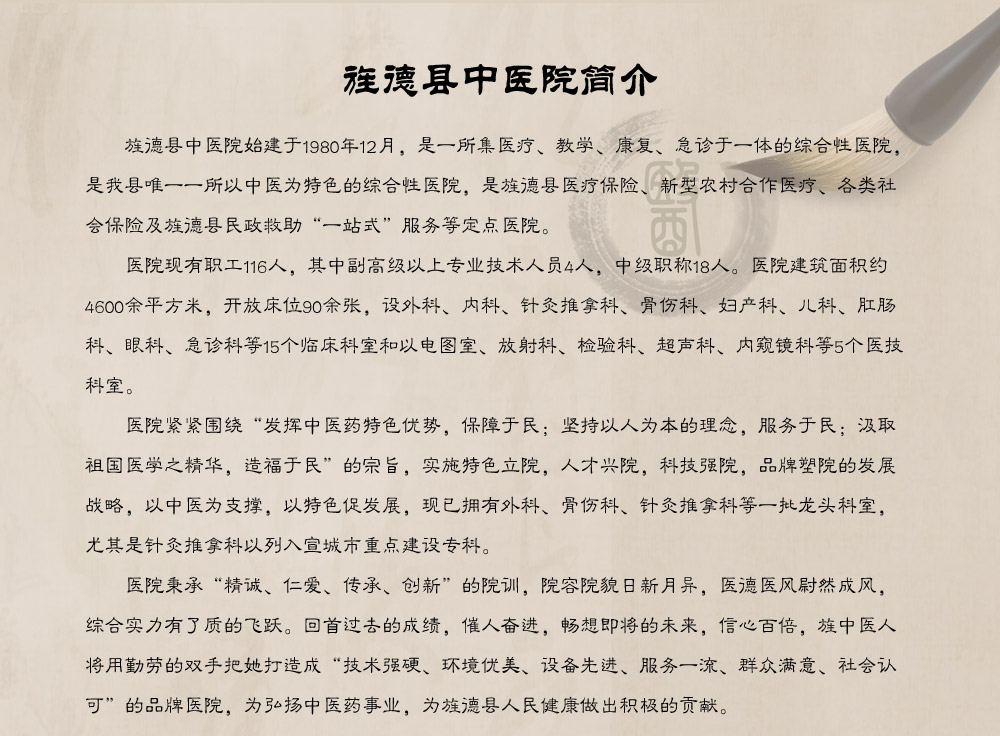 旌德县中医院简介
旌德县中医院始建于1980年12月，是一所集医疗、教学、康复、急诊于一体的综合性医院，
是我县唯一一所以中医为特色的综合性医院，是旌德县医疗保险、新型农村合作医疗、各类社
会保险及旌德县民政救助“一站式”服务等定点医院。
医院现有职工116人，其中副高级以上专业技术人员4人，中级职称18人。医院建筑面积约
4600余平方米，开放床位90余张，设外科、内科、针灸推拿科、骨伤科、妇产科、儿科、肛肠
科、眼科、急诊科等15个临床科室和以电图室、放射科、检验科、超声科、内窥镜科等5个医技
科室。
医院紧紧围绕“发挥中医药特色优势，保障于民；坚持以人为本的理念，服务于民；汲取
祖国医学之精华，造福于民”的宗旨，实施特色立院，人才兴院，科技强院，品牌塑院的发展
战略，以中医为支撑，以特色促发展，现已拥有外科、骨伤科、针灸推拿科等一批龙头科室，
尤其是针灸推拿科以列入宣城市重点建设专科。
医院秉承“精诚、仁爱、传承、创新”的院训，院容院貌日新月异，医德医风尉然成风，
综合实力有了质的飞跃。回首过去的成绩，催人奋进，畅想即将的未来，信心百倍，旌中医人
将用勤劳的双手把她打造成“技术强硬、环境优美、设备先进、服务一流、群众满意、社会认
可”的品牌医院，为弘扬中医药事业，为旌德县人民健康做出积极的贡献。
醫